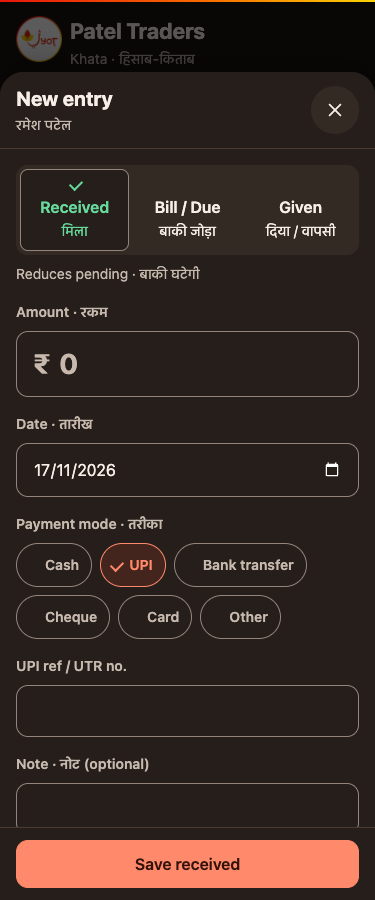 Jyot
Patel Traders
Khata · हिसाब-किताब
New entry
रमेश पटेल
Received
मिला
Bill / Due
बाकी जोड़ा
Given
दिया / वापसी
Reduces pending · बाकी घटेगी
Amount · रकम
₹ 0
Date · तारीख
17/11/2026
Payment mode · तरीका
Cash
UPI
Bank transfer
Cheque
Card
Other
UPI ref / UTR no.
Note · नोट (optional)
Save received